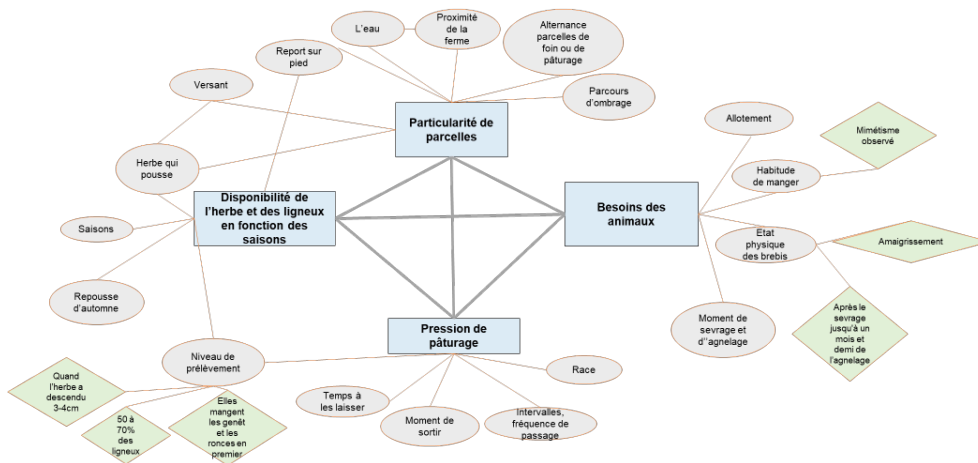 L'eau
Proximité
de la
ferme
Alternance
parcelles de
foin ou de
pâturage
Report sur
pied
Versant
Parcours
d'ombrage
Particularité de
parcelles
Allotement
Mimétisme
observé
Herbe qui
pousse
Habitude
de manger
Disponibilité de
l'herbe et des ligneux
en fonction des
saisons
Besoins des
animaux
Saisons
Etat
physique
des brebis
Amaigrissement
Repousse
d'automne
Pression de
pâturage
Moment de
sevrage et
d''agnelage
Après le
sevrage
jusqu'à un
mois et
demi de
l'agnelage
Niveau de
prélèvement
Race
Quand
l'herbe a
descendu
3-4cm
50 à
70%
des
ligneux
Elles
mangent
les genêt
et les
ronces en
premier
Temps à
les laisser
Moment de
sortir
Intervalles,
fréquence de
passage